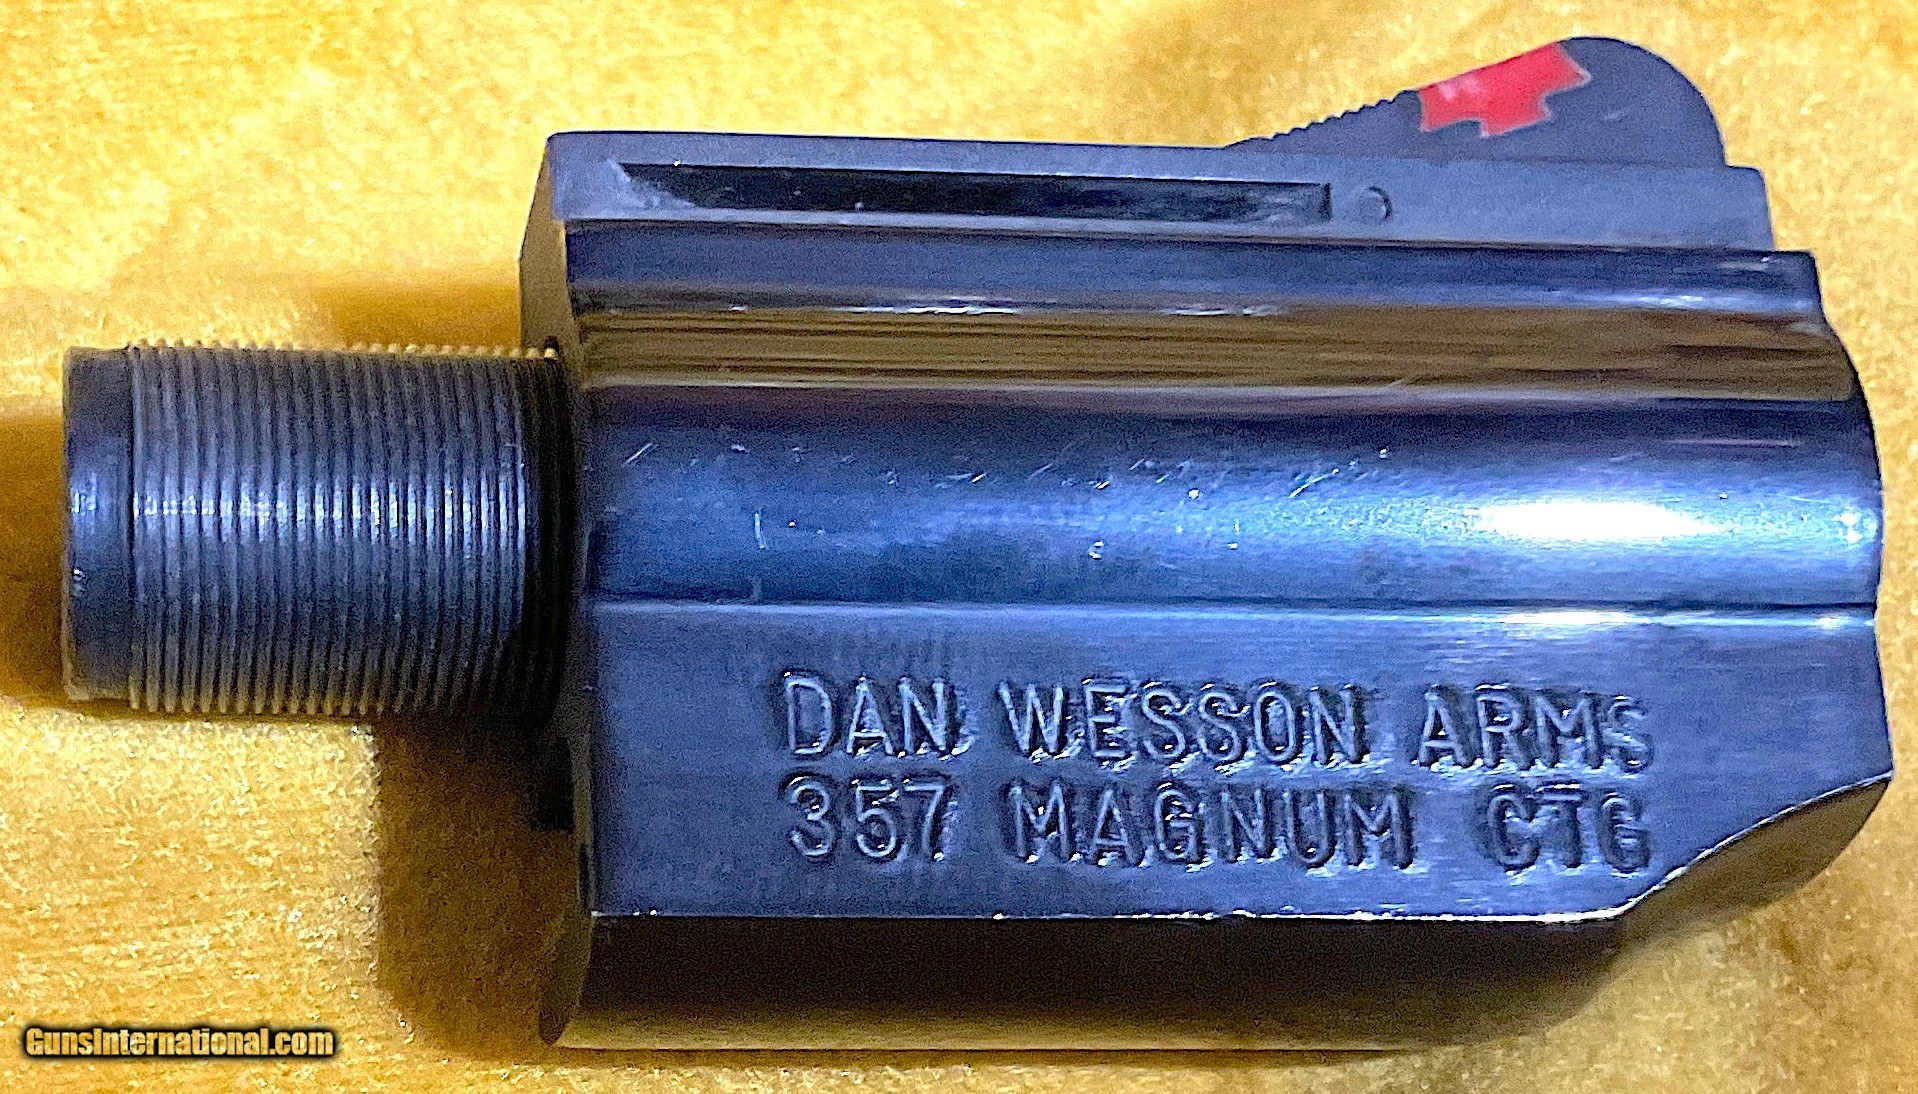 DAN WESSON ARMS
357 MAGNUM CTG
GunsInternational.com